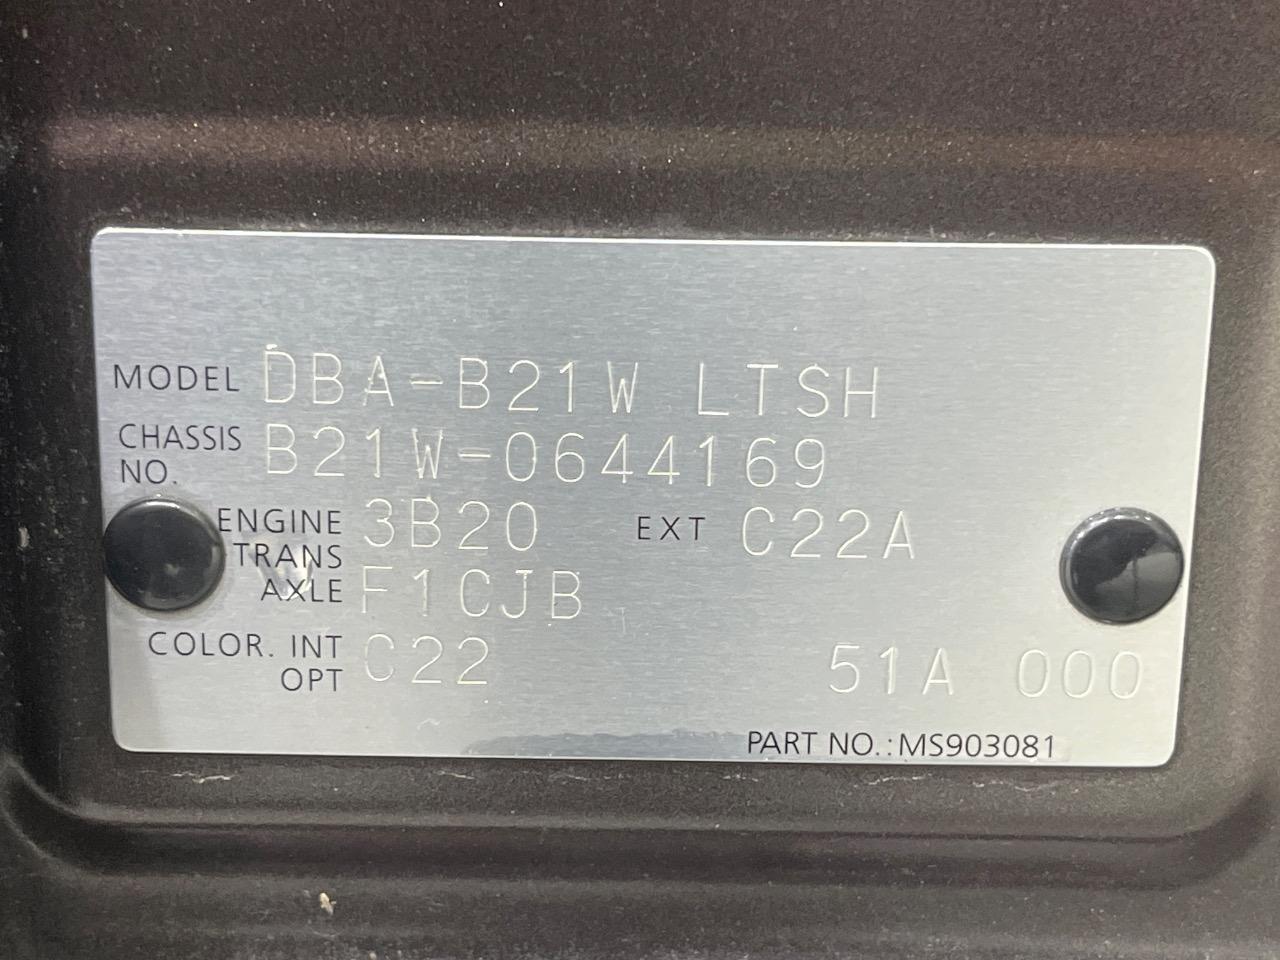 MODEL DBA-B21W LTSH
CHASSIS NO. B21W-0644169
ENGINE 3B20 EXT C22A
TRANS AXLE F1CJB
COLOR. INT OPT C22 51A 000
PART NO.:MS903081